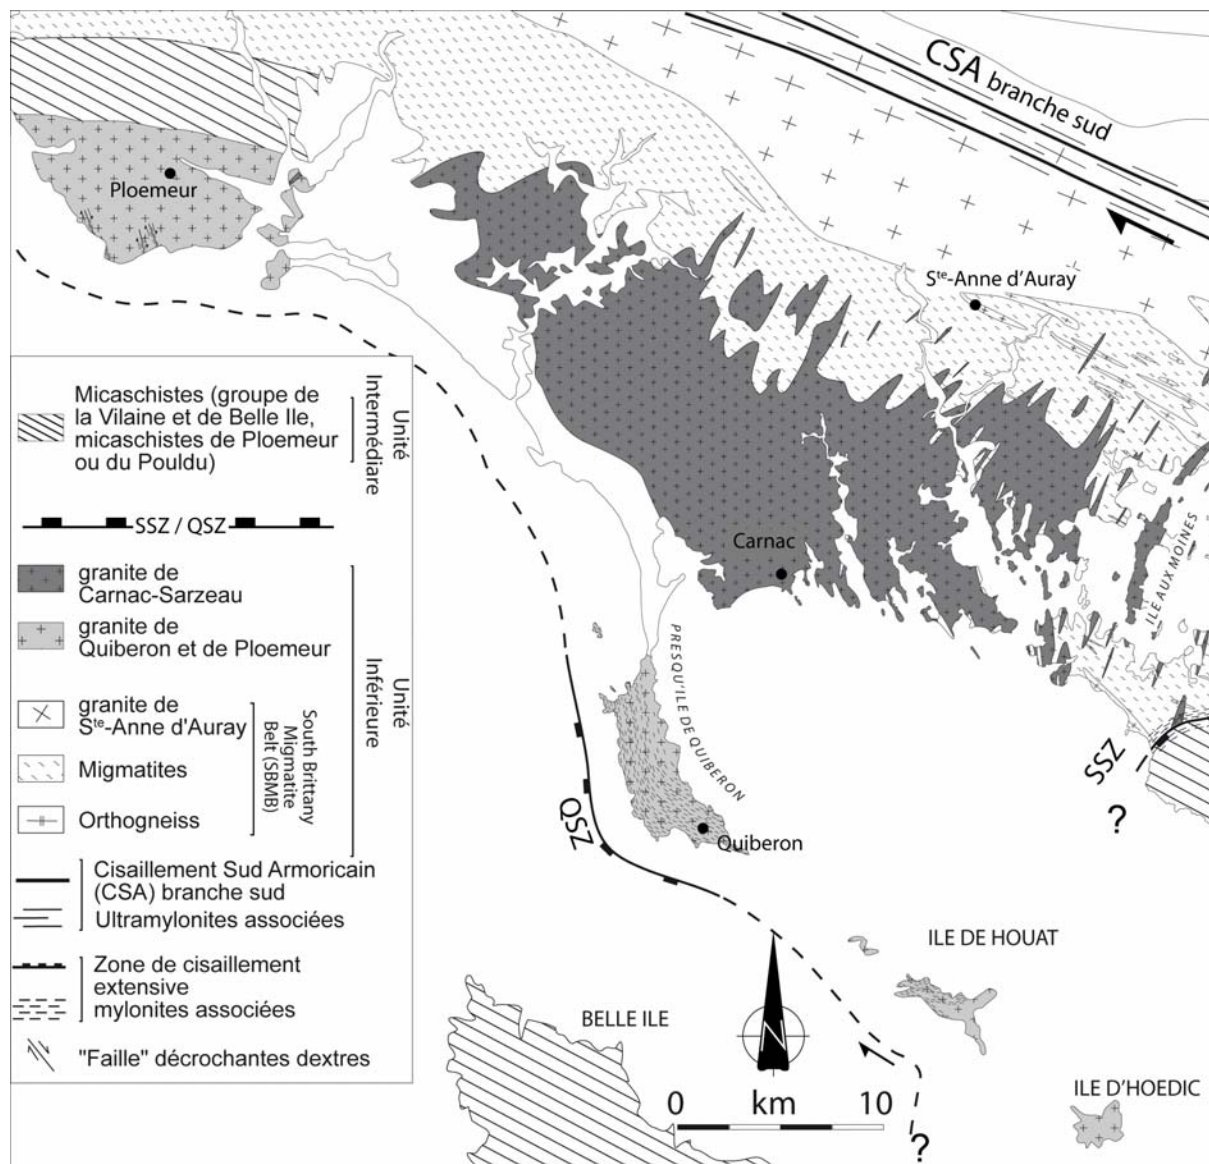 CSA branche sud
Ploemeur
Ste-Anne d'Auray
Micaschistes (groupe de
la Vilaine et de Belle Ile,
micaschistes de Ploemeur
ou du Pouldu)
Unité
Intermédiare
SSZ / QSZ
granite de
Carnac-Sarzeau
granite de
Quiberon et de Ploemeur
granite de
Ste-Anne d'Auray
Migmatites
Orthogneiss
South Brittany
Migmatite
Belt (SBMB)
Unité
Inférieure
Cisaillement Sud Armoricain
(CSA) branche sud
Ultramylonites associées
Zone de cisaillement
extensive
mylonites associées
"Faille" décrochantes dextres
Carnac
ILE AUX MOINES
PRESQU'ILE DE QUIBERON
SSZ
?
QSZ
Quiberon
ILE DE HOUAT
BELLE ILE
N
ILE D'HOEDIC
0 km 10
?